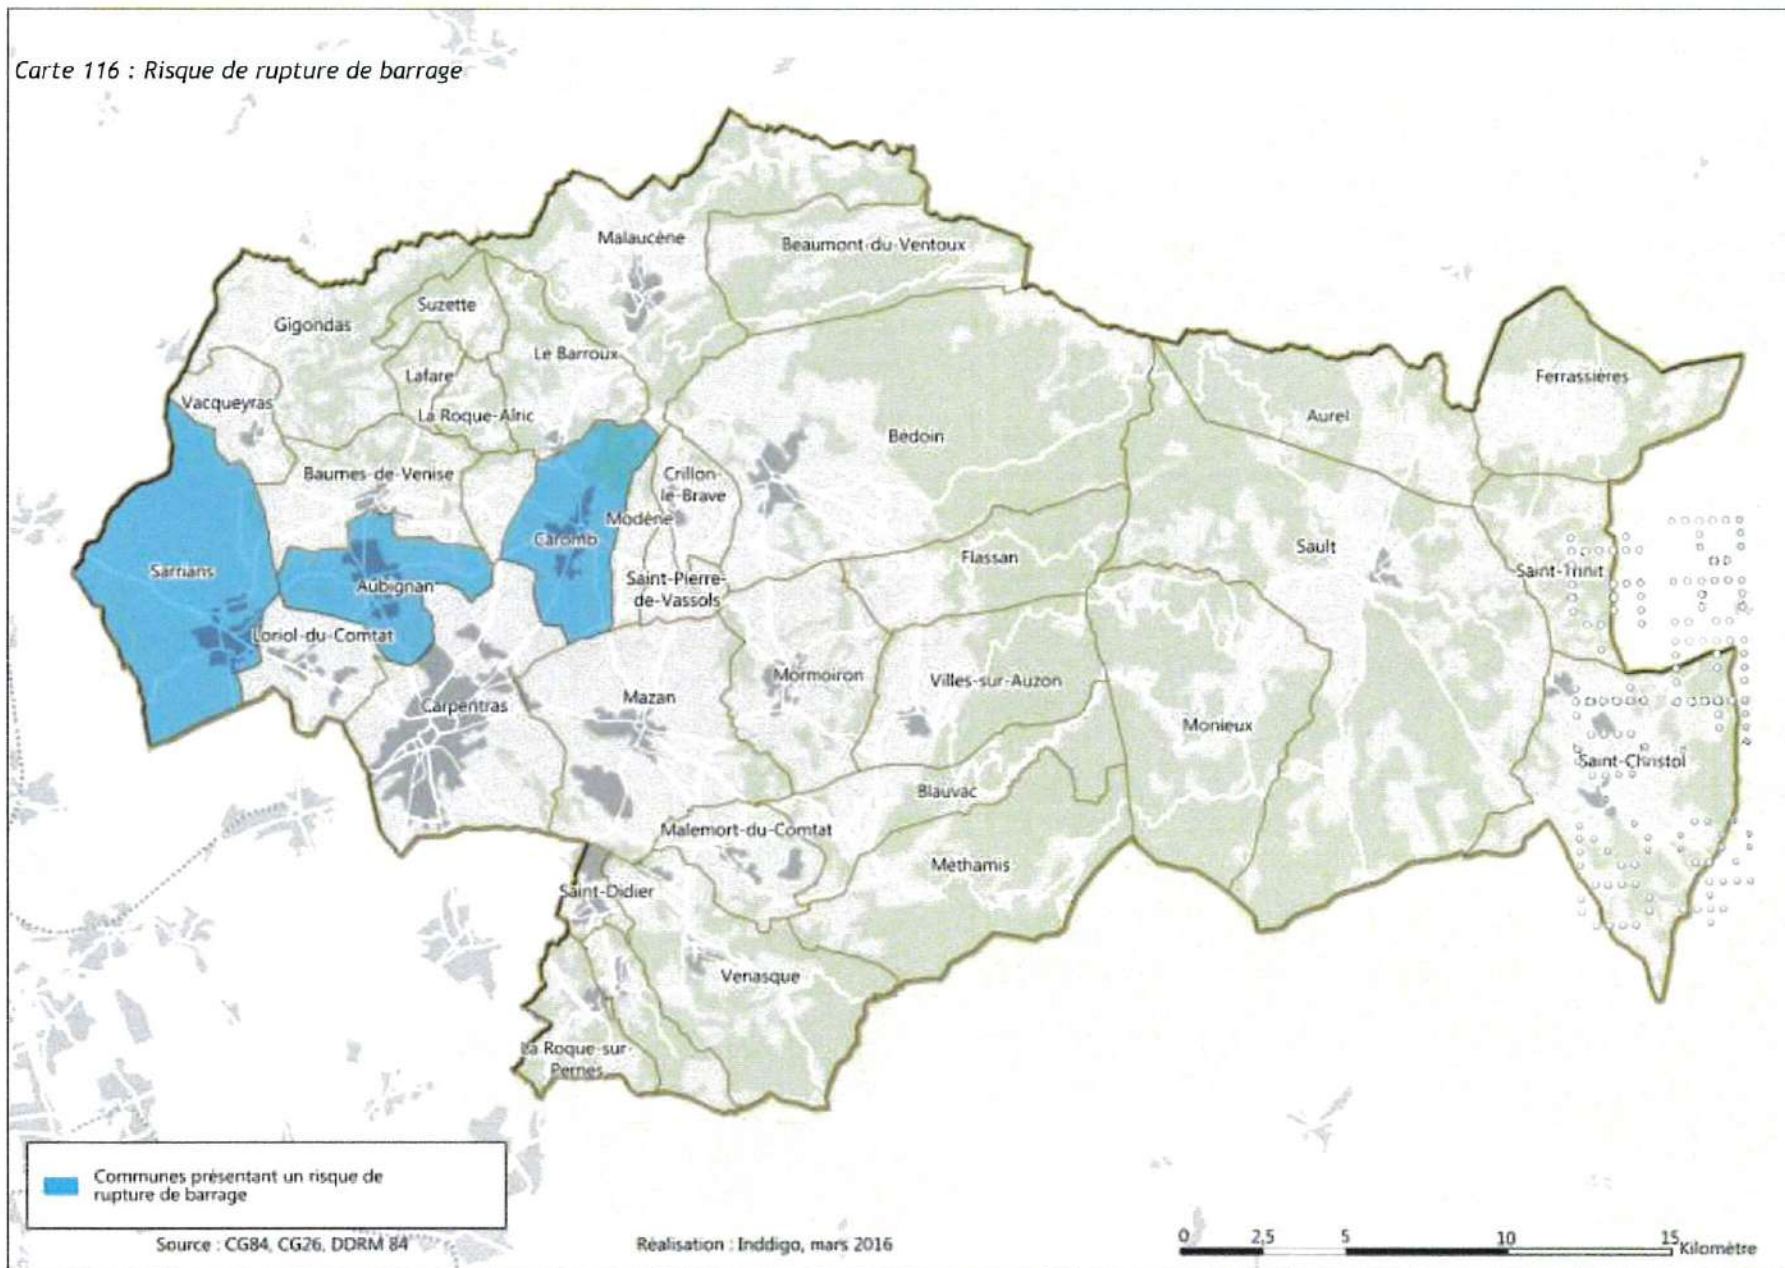 Carte 116 : Risque de rupture de barrage
Malaucène
Beaumont-du-Ventoux
Suzette
Gigondas
Le Barroux
Lafare
Ferrassières
Vacqueyras
La Roque-Alric
Aurel
Bédoin
Baumes-de-Venise
Crillon-
le-Brave
Modène
Caromb
Sault
Flassan
Sarrians
Saint-Trinit
Aubignan
Saint-Pierre-
de-Vassols
Loriol-du-Comtat
Mormoiron
Villes-sur-Auzon
Mazan
Carpentras
Monieux
Saint-Christol
Blauvac
Malemort-du-Comtat
Méthamis
Saint-Didier
Venasque
La Roque-sur-
Pernes
Communes présentant un risque de
rupture de barrage
Source : CG84, CG26, DDRM 84
Réalisation : Inddigo, mars 2016
0 2,5 5 10 15 Kilomètre